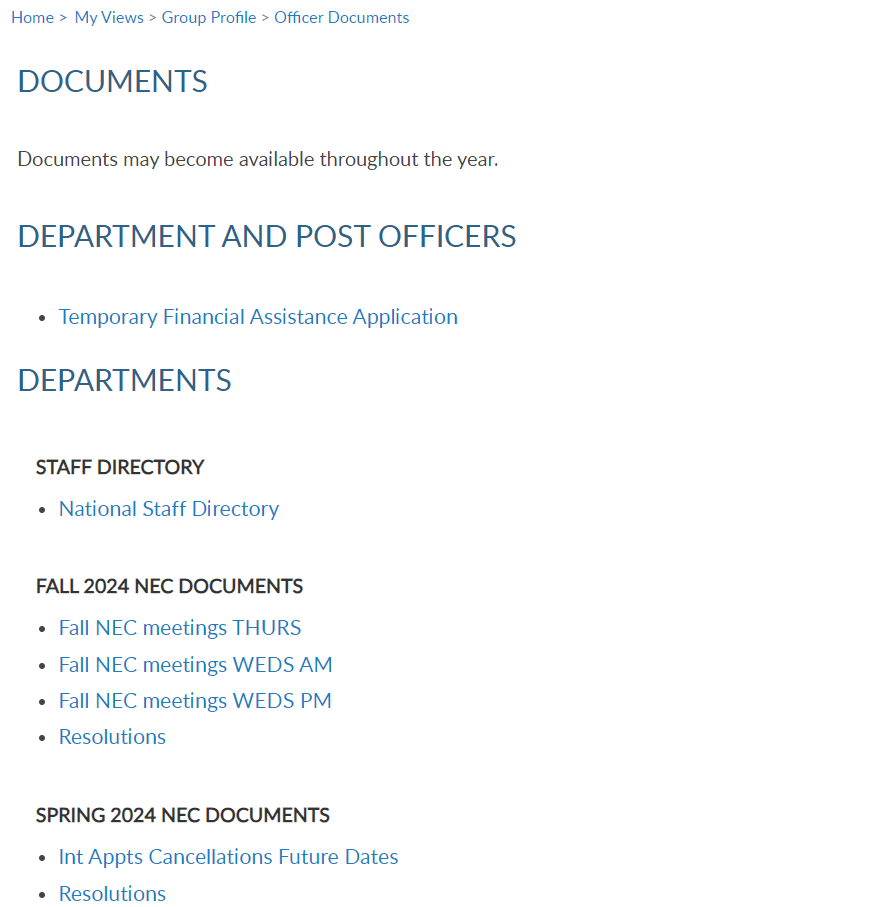 Home > My Views > Group Profile > Officer Documents
DOCUMENTS
Documents may become available throughout the year.
DEPARTMENT AND POST OFFICERS
• Temporary Financial Assistance Application
DEPARTMENTS
STAFF DIRECTORY
• National Staff Directory
FALL 2024 NEC DOCUMENTS
• Fall NEC meetings THURS
• Fall NEC meetings WEDS AM
• Fall NEC meetings WEDS PM
• Resolutions
SPRING 2024 NEC DOCUMENTS
• Int Appts Cancellations Future Dates
• Resolutions